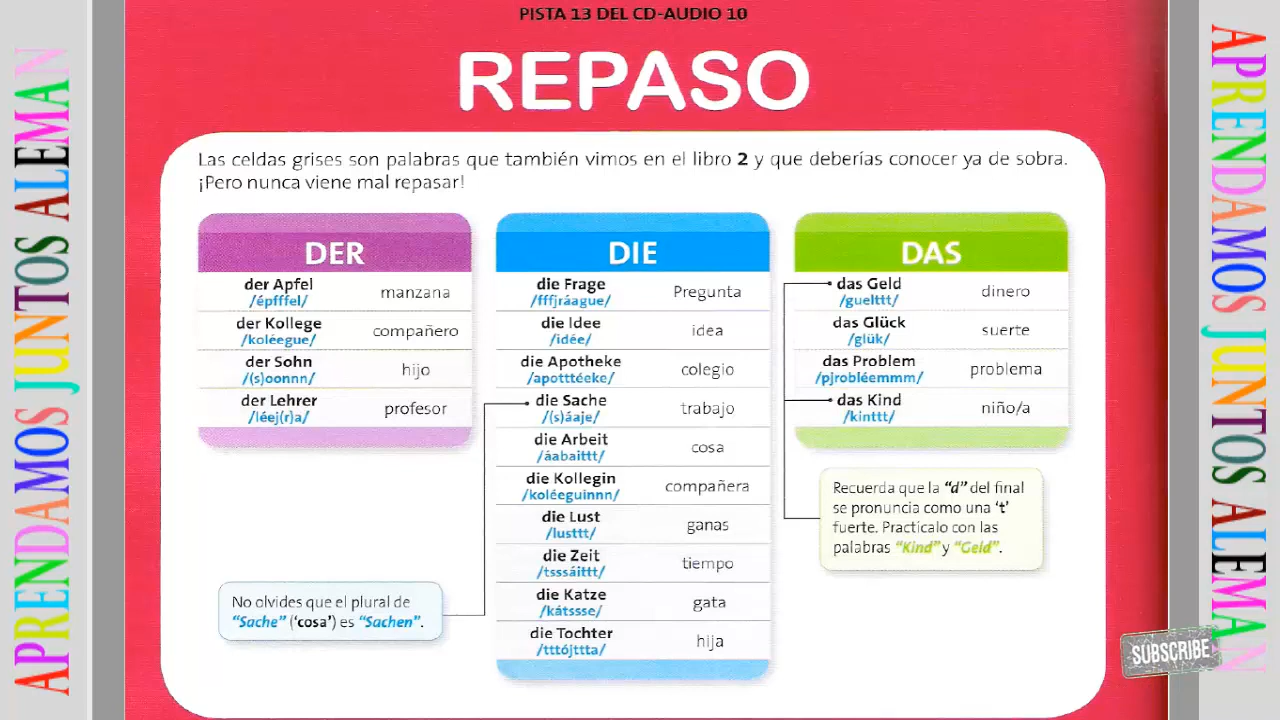 PISTA 13 DEL CD-AUDIO 10
REPASO
Las celdas grises son palabras que también vimos en el libro 2 y que deberías conocer ya de sobra.
¡Pero nunca viene mal repasar!
DER
der Apfel
/épfffel/
manzana
der Kollege
/koléegue/
compañero
der Sohn
/(s)oonnn/
hijo
der Lehrer
/léej(r)a/
profesor
DIE
die Frage
/fffjráague/
Pregunta
die Idee
/idée/
idea
die Apotheke
/apotttéeke/
colegio
die Sache
/(s)áaje/
trabajo
die Arbeit
/áabaittt/
cosa
die Kollegin
/koléeguinnn/
compañera
die Lust
/lusttt/
ganas
die Zeit
/tsssáittt/
tiempo
die Katze
/kátssse/
gata
die Tochter
/tttójttta/
hija
DAS
das Geld
/guelttt/
dinero
das Glück
/glük/
suerte
das Problem
/pjrobléemmm/
problema
das Kind
/kinttt/
niño/a
Recuerda que la "d" del final
se pronuncia como una 't'
fuerte. Practícalo con las
palabras "Kind" y "Geld".
No olvides que el plural de
"Sache" ('cosa') es "Sachen".
APRENDAMOS JUNTOS ALEMAN
APRENDAMOS JUNTOS ALEMAN
SUBSCRIBE